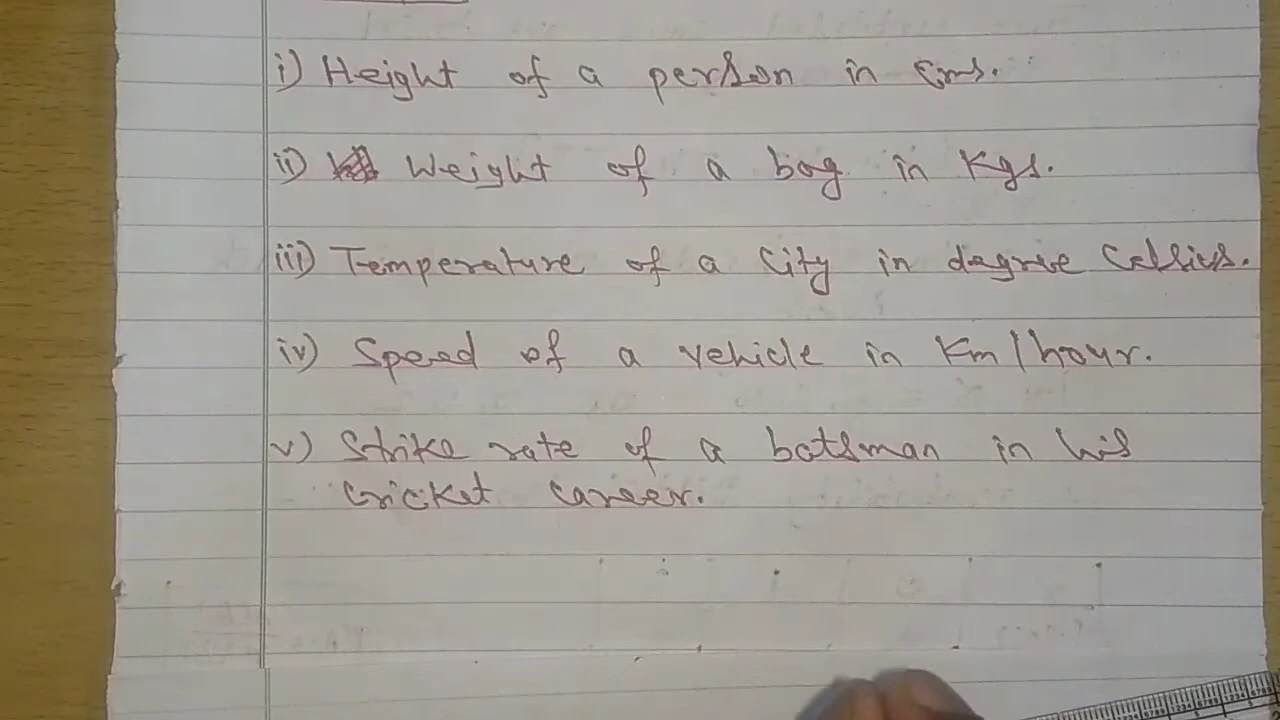 i) Height of a person in Cms.
ii) Weight of a bag in Kgs.
iii) Temperature of a City in degree Celsius.
iv) Speed of a vehicle in Km/hour.
v) Strike rate of a batsman in his
cricket career.